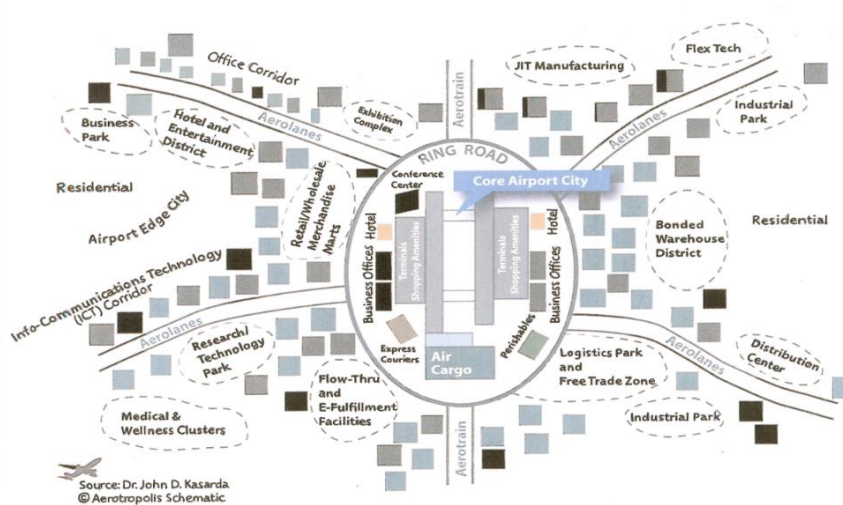 Office Corridor
Aerotrain
JIT Manufacturing
Flex Tech
Business
Park
Hotel and
Entertainment
District
Aerolanes
Exhibition
Complex
RING ROAD
Aerolanes
Industrial
Park
Conference
Center
Core Airport City
Residential
Airport Edge City
Retail/Wholesale
Merchandise
Marts
Hotel
Business Offices
Terminals
Shopping Amenities
Terminals
Shopping Amenities
Hotel
Business Offices
Bonded
Warehouse
District
Residential
Info-Communications Technology
(ICT) Corridor
Aerolanes
Research/
Technology
Park
Express
Couriers
Air
Cargo
Perishables
Logistics Park
and
Free Trade Zone
Aerolanes
Distribution
Center
Flow-Thru
and
E-Fulfillment
Facilities
Medical &
Wellness Clusters
Industrial Park
Aerotrain
Source: Dr. John D. Kasarda
© Aerotropolis Schematic